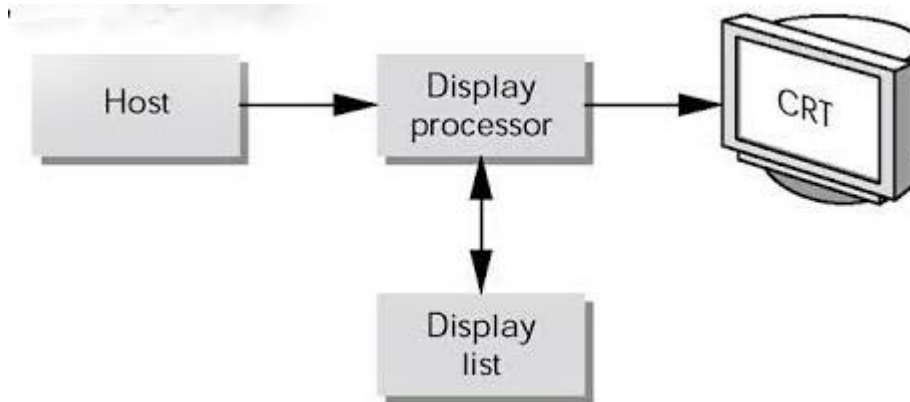 Host
Display
processor
CRT
Display
list